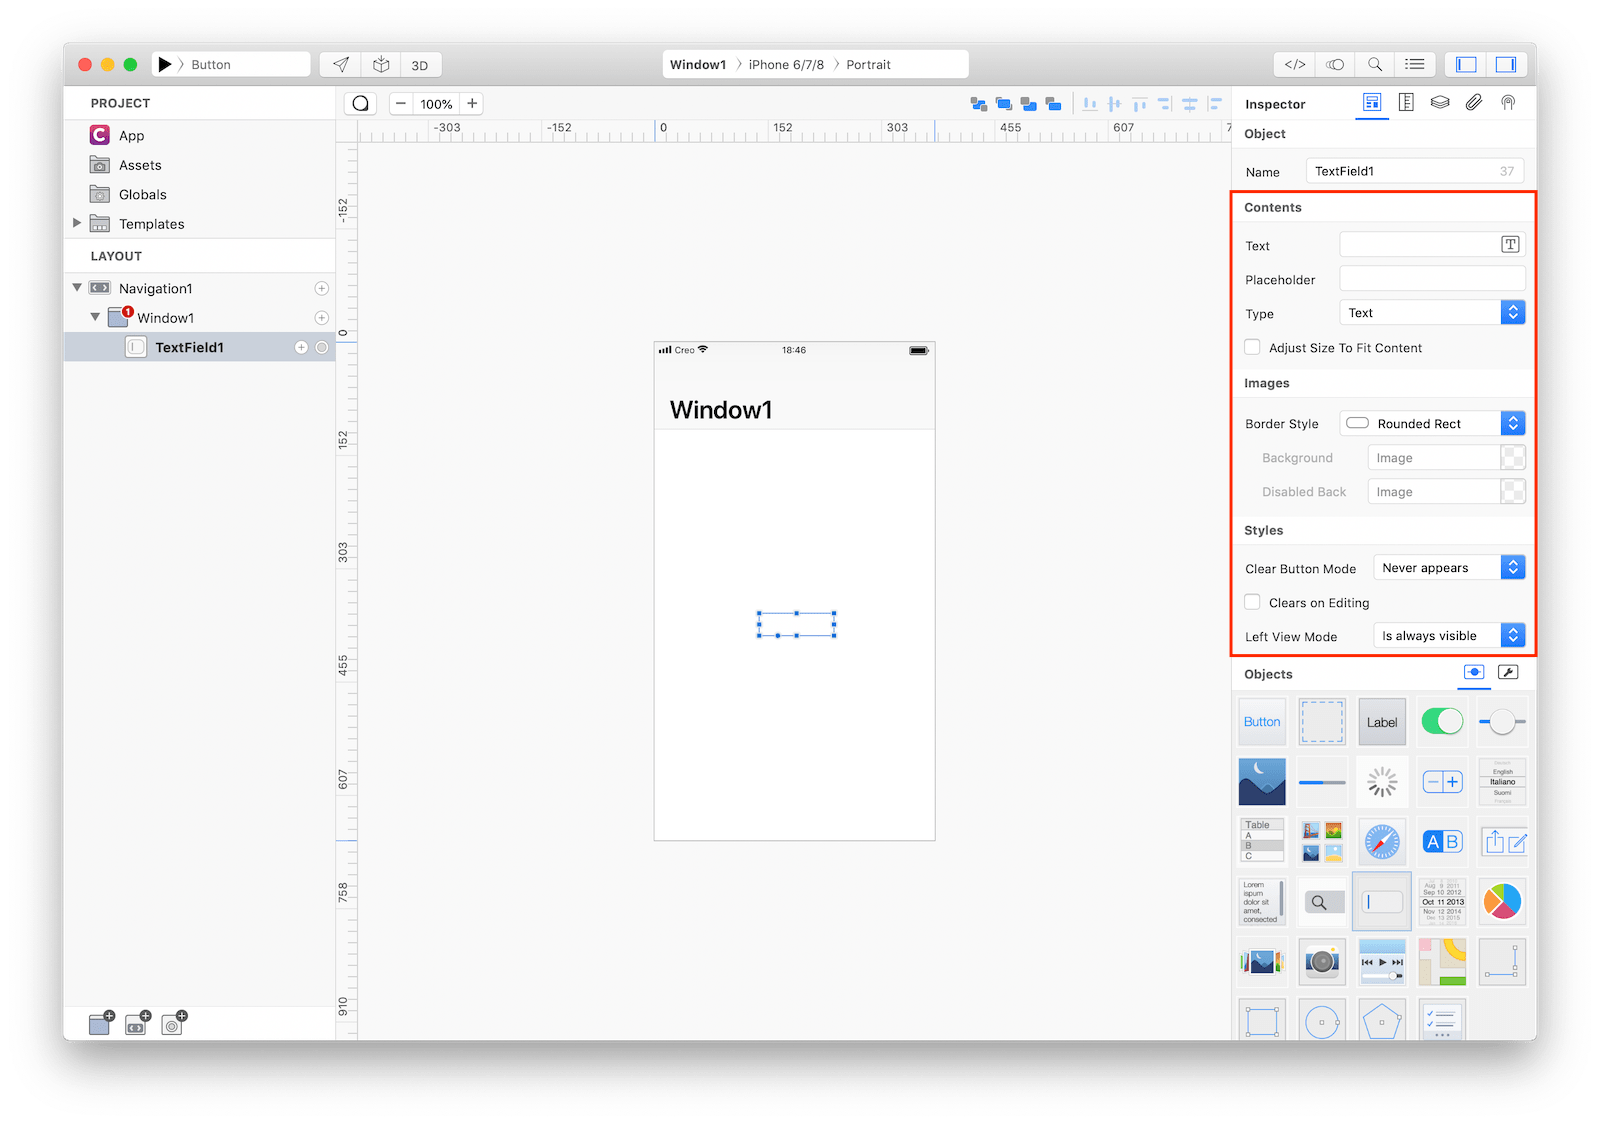 Button
3D
Window1 iPhone 6/7/8 Portrait
</>
PROJECT
App
Assets
Globals
Templates
LAYOUT
Navigation1
1
Window1
TextField1
100%
-303 -152 0 152 303 455 607
-152
0
152
303
455
607
758
910
Creo 18:46
Window1
Inspector
Object
Name TextField1 37
Contents
Text T
Placeholder
Type Text
Adjust Size To Fit Content
Images
Border Style Rounded Rect
Background Image
Disabled Back Image
Styles
Clear Button Mode Never appears
Clears on Editing
Left View Mode Is always visible
Objects
Button
Label
English
Italiano
Suomi
Table
A
B
C
A B
Lorem
ispum
dolor sit
amet,
consected
Aug 9 2011
Sep 10 2012
Oct 11 2013
Nov 12 2014
Dec 13 2015